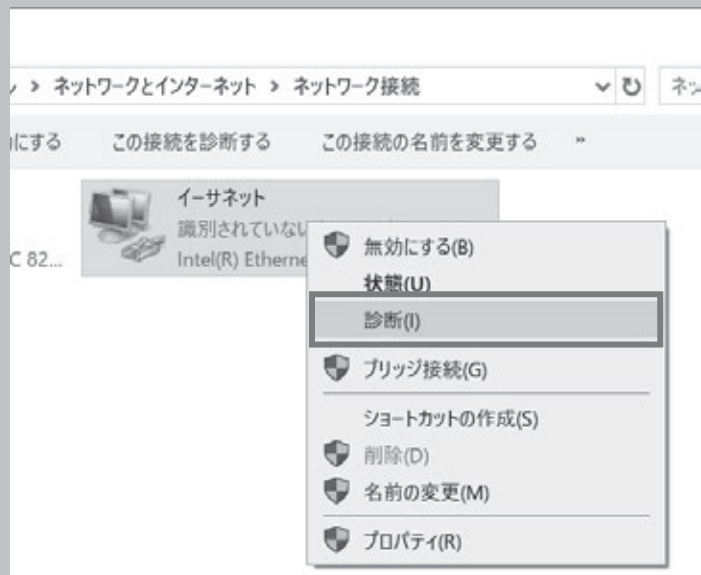 › ネットワークとインターネット › ネットワーク接続
にする この接続を診断する この接続の名前を変更する »
イーサネット
識別されていない
Intel(R) Etherne
C 82...
無効にする(B)
状態(U)
診断(I)
ブリッジ接続(G)
ショートカットの作成(S)
削除(D)
名前の変更(M)
プロパティ(R)